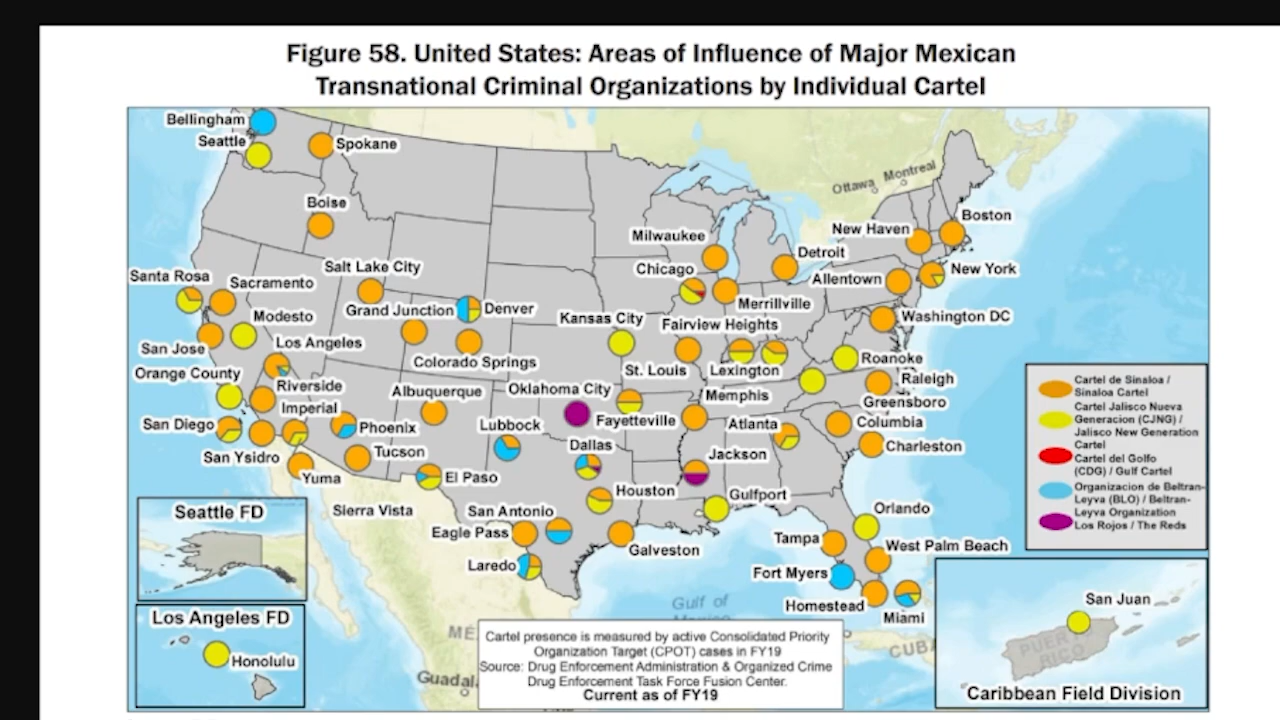 Figure 58. United States: Areas of Influence of Major Mexican
Transnational Criminal Organizations by Individual Cartel
Bellingham
Seattle
Spokane
Boise
Ottawa
Montreal
Boston
New Haven
Milwaukee
Detroit
Chicago
Allentown
New York
Santa Rosa
Sacramento
Salt Lake City
Grand Junction
Denver
Merrillville
Washington DC
Modesto
Kansas City
Fairview Heights
San Jose
Los Angeles
Colorado Springs
St. Louis
Lexington
Roanoke
Orange County
Riverside
Albuquerque
Oklahoma City
Memphis
Raleigh
Greensboro
Imperial
San Diego
Phoenix
Lubbock
Fayetteville
Atlanta
Columbia
San Ysidro
Tucson
Dallas
Jackson
Charleston
Yuma
El Paso
Houston
Gulfport
Sierra Vista
San Antonio
Orlando
Eagle Pass
Galveston
Tampa
West Palm Beach
Laredo
Fort Myers
Homestead
Miami
Gulf of
CUBA
Cartel de Sinaloa /
Sinaloa Cartel
Cartel Jalisco Nueva
Generacion (CJNG) /
Jalisco New Generation
Cartel
Cartel del Golfo
(CDG) / Gulf Cartel
Organizacion de Beltran-
Leyva (BLO) / Beltran-
Leyva Organization
Los Rojos / The Reds
Seattle FD
Los Angeles FD
Honolulu
Cartel presence is measured by active Consolidated Priority
Organization Target (CPOT) cases in FY19
Source: Drug Enforcement Administration & Organized Crime
Drug Enforcement Task Force Fusion Center.
Current as of FY19
San Juan
PUERTO
RICO
Caribbean Field Division